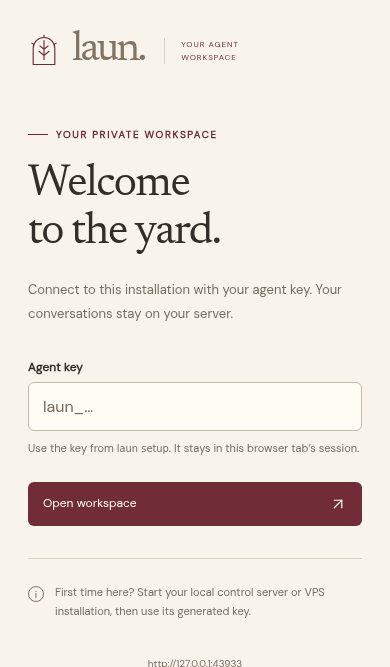 laun.
YOUR AGENT
WORKSPACE
YOUR PRIVATE WORKSPACE
Welcome
to the yard.
Connect to this installation with your agent key. Your
conversations stay on your server.
Agent key
laun_...
Use the key from laun setup. It stays in this browser tab's session.
Open workspace
First time here? Start your local control server or VPS
installation, then use its generated key.
http://127.0.0.1:43933